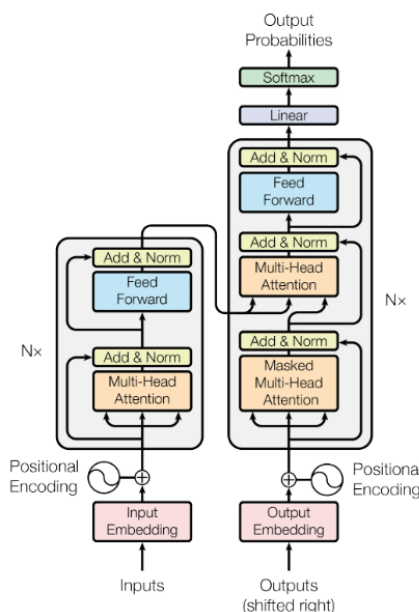 Output
Probabilities
Softmax
Linear
Add & Norm
Feed
Forward
Add & Norm
Multi-Head
Attention
Add & Norm
Masked
Multi-Head
Attention
N×
Add & Norm
Feed
Forward
Add & Norm
Multi-Head
Attention
N×
Positional
Encoding
Positional
Encoding
Input
Embedding
Output
Embedding
Inputs
Outputs
(shifted right)